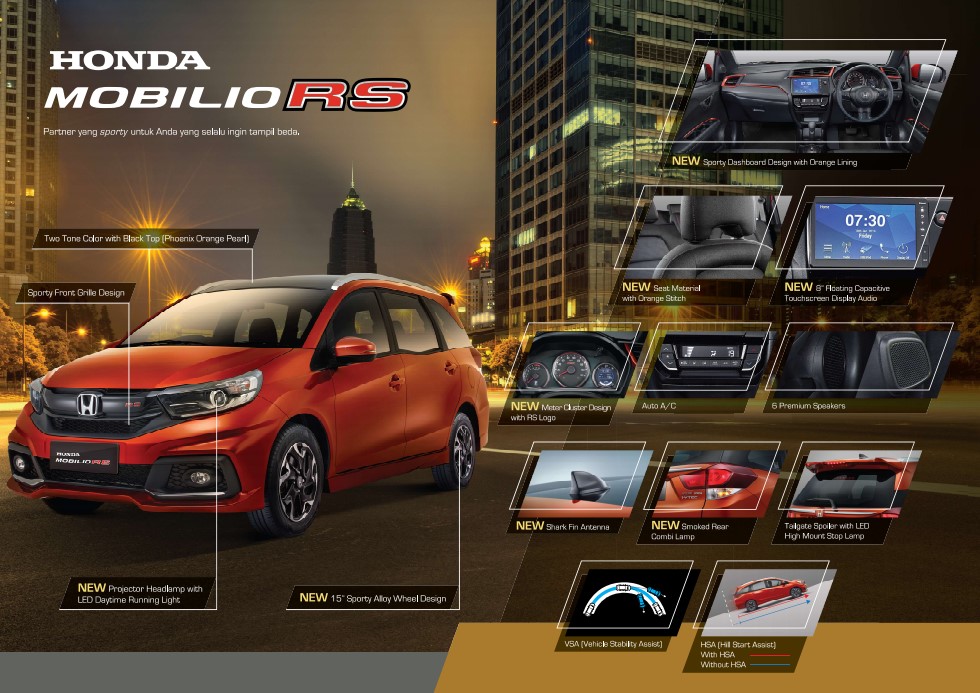 HONDA
MOBILIO RS
Partner yang sporty untuk Anda yang selalu ingin tampil beda.
Two Tone Color with Black Top (Phoenix Orange Pearl)
Sporty Front Grille Design
HONDA
MOBILIO RS
NEW Projector Headlamp with
LED Daytime Running Light
NEW 15" Sporty Alloy Wheel Design
NEW Sporty Dashboard Design with Orange Lining
NEW Seat Material
with Orange Stitch
07:30
Friday
NEW 8" Floating Capacitive
Touchscreen Display Audio
NEW Meter Cluster Design
with RS Logo
Auto A/C
6 Premium Speakers
NEW Shark Fin Antenna
NEW Smoked Rear
Combi Lamp
Tailgate Spoiler with LED
High Mount Stop Lamp
VSA (Vehicle Stability Assist)
HSA (Hill Start Assist)
With HSA
Without HSA